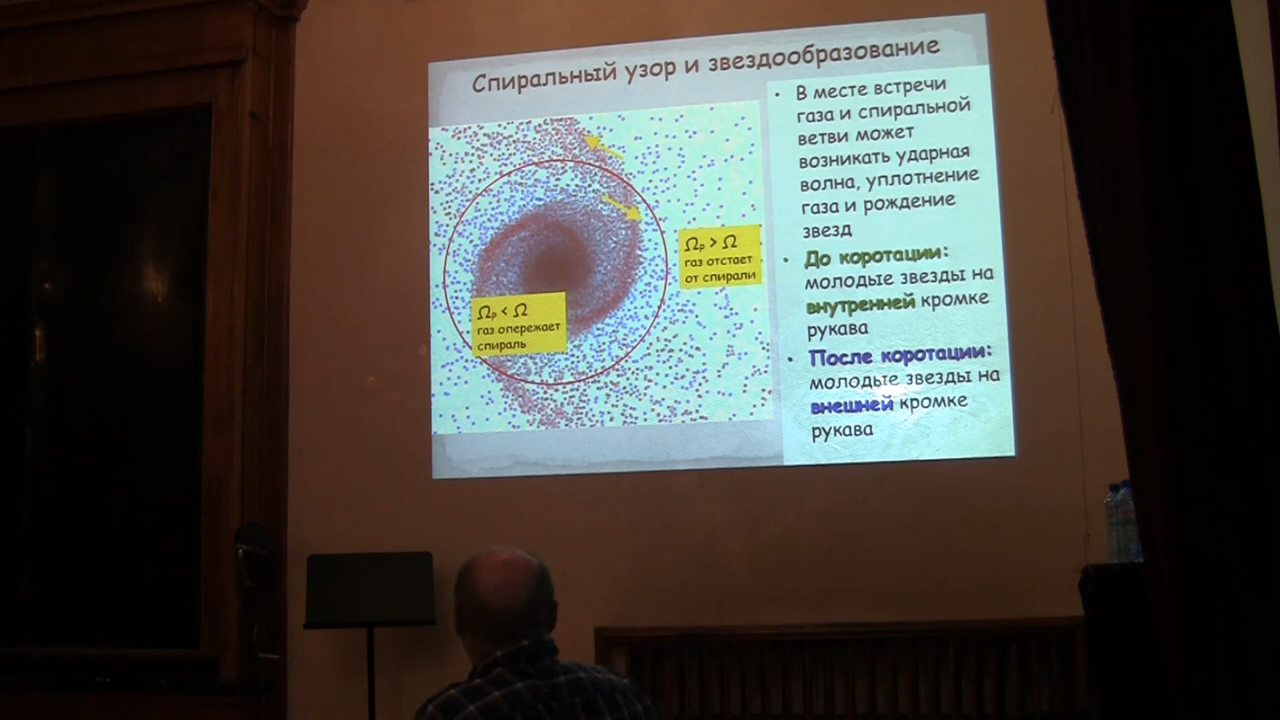 Спиральный узор и звездообразование
Ωp > Ω
газ отстает
от спирали
Ωp < Ω
газ опережает
спираль
• В месте встречи
газа и спиральной
ветви может
возникать ударная
волна, уплотнение
газа и рождение
звезд
• До коротации:
молодые звезды на
внутренней кромке
рукава
• После коротации:
молодые звезды на
внешней кромке
рукава